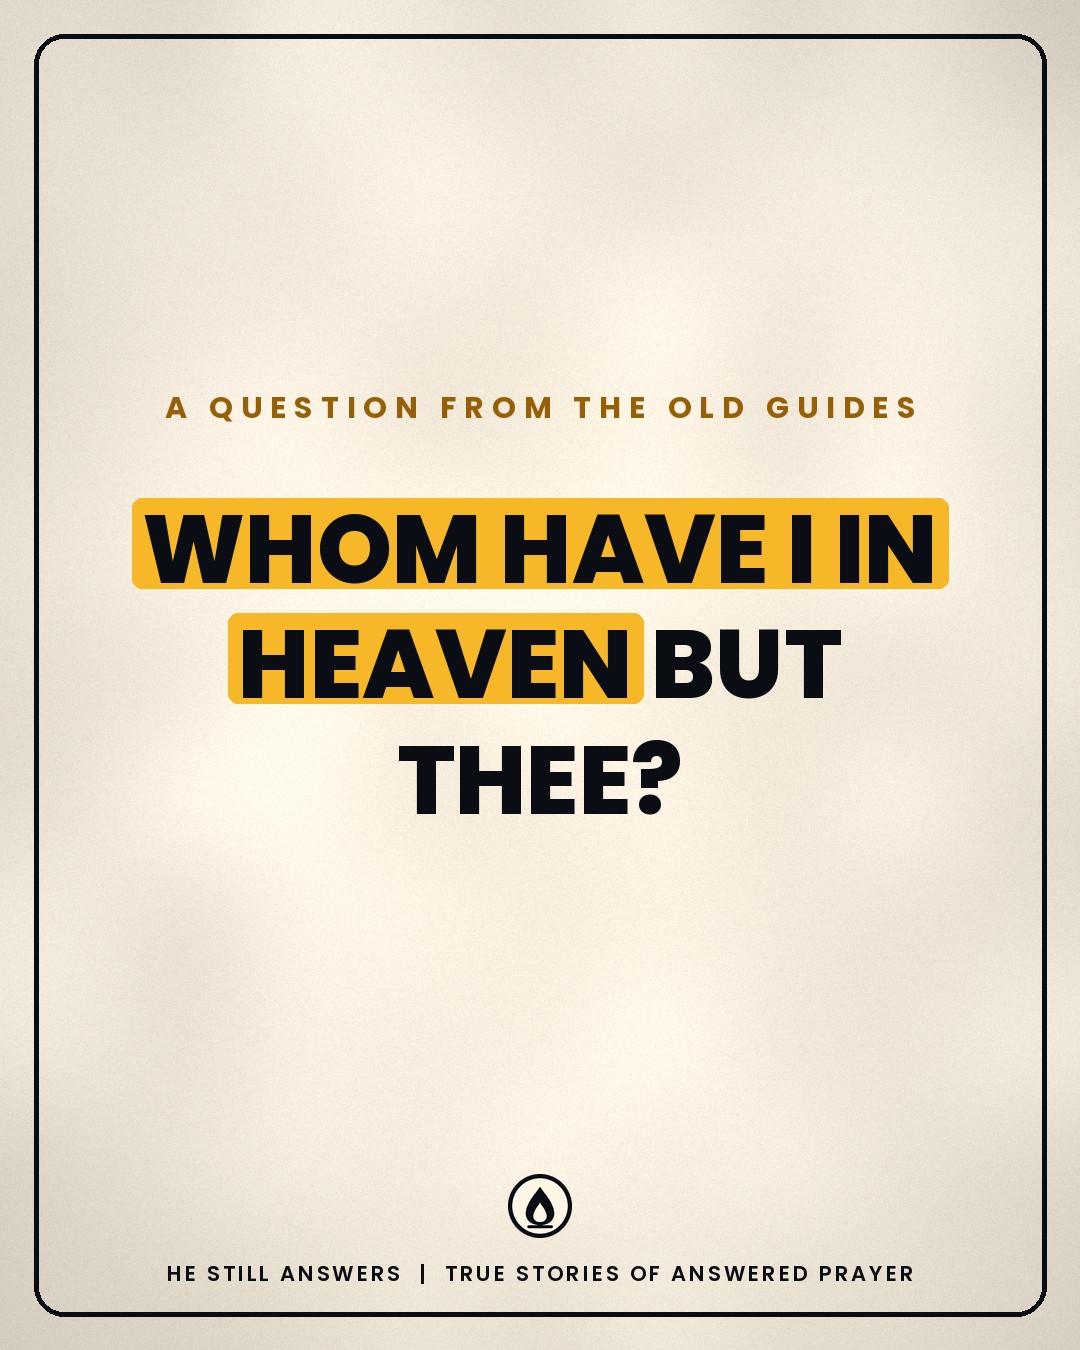 A QUESTION FROM THE OLD GUIDES
WHOM HAVE I IN
HEAVEN BUT
THEE?
HE STILL ANSWERS | TRUE STORIES OF ANSWERED PRAYER